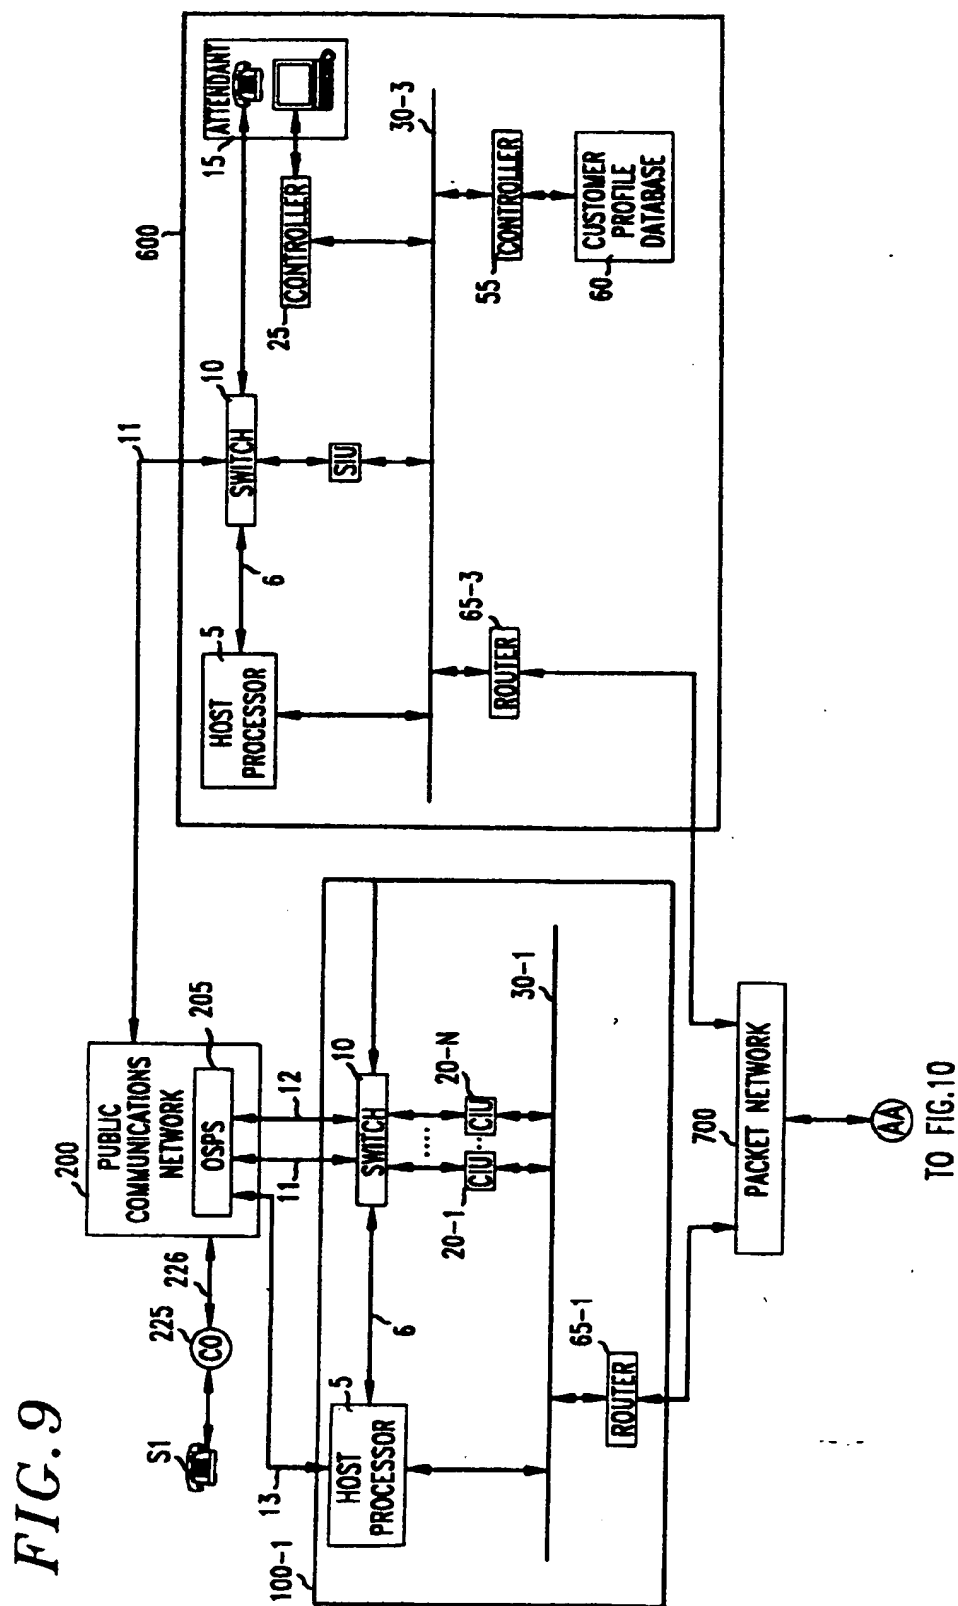 FIG. 9
S1
225
CO
226
200
PUBLIC
COMMUNICATIONS
NETWORK
OSPS
205
11
12
13
100-1
5
HOST
PROCESSOR
6
10
SWITCH
....
20-1
CIU
..
20-N
CIU
30-1
65-1
ROUTER
11
600
5
HOST
PROCESSOR
6
10
SWITCH
SIU
15
ATTENDANT
25
CONTROLLER
30-3
65-3
ROUTER
55
CONTROLLER
60
CUSTOMER
PROFILE
DATABASE
700
PACKET NETWORK
AA
TO FIG.10